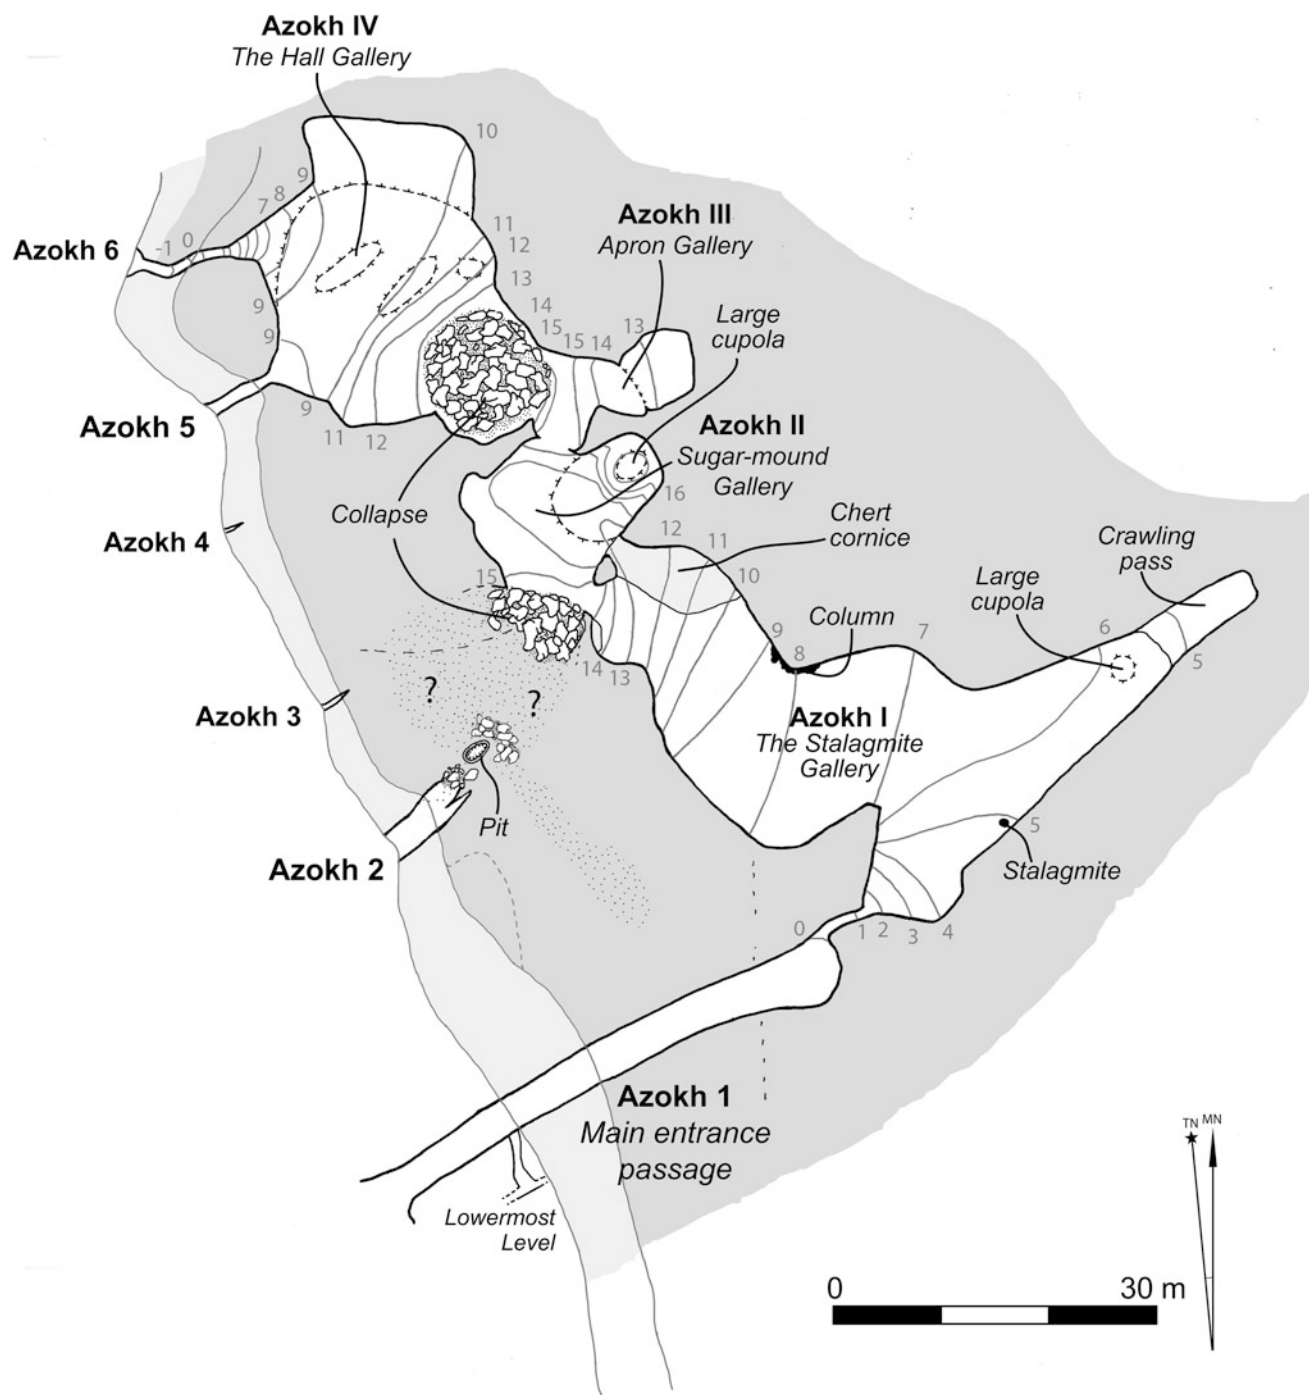 Azokh IV
The Hall Gallery
10
9
8
7
0
-1
Azokh 6
11
12
13
Azokh III
Apron Gallery
Large
cupola
9
14
15
15
14
13
9
Azokh 5
9
11
12
Azokh II
Sugar-mound
Gallery
16
Collapse
Chert
cornice
12
11
10
Azokh 4
Crawling
pass
15
Large
cupola
Column
9
8
7
6
5
14
13
Azokh 3
?
?
Azokh I
The Stalagmite
Gallery
Pit
5
Stalagmite
Azokh 2
0
1
2
3
4
Azokh 1
Main entrance
passage
TN
MN
Lowermost
Level
0
30 m